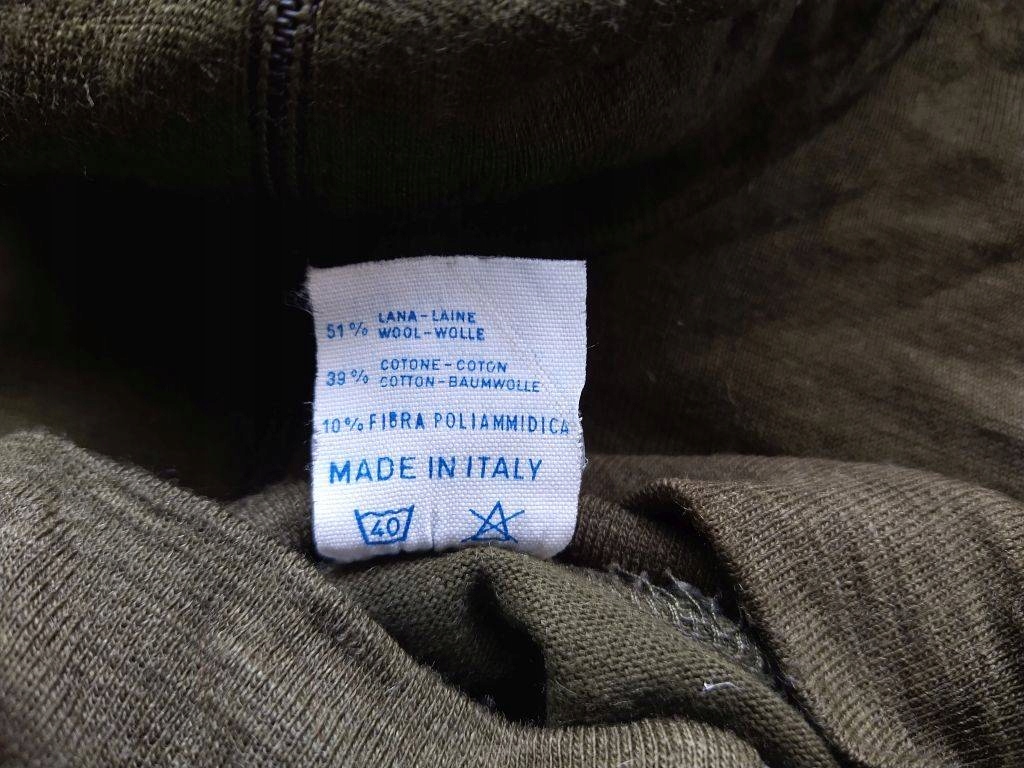 51% LANA-LAINE
WOOL-WOLLE
39% COTONE-COTON
COTTON-BAUMWOLLE
10% FIBRA POLIAMMIDICA
MADE IN ITALY
40